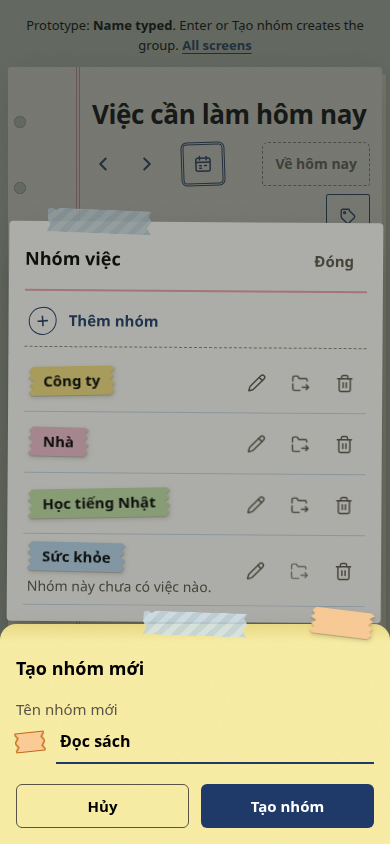 Prototype: Name typed. Enter or Tạo nhóm creates the
group. All screens
Việc cần làm hôm nay
Về hôm nay
Nhóm việc
Đóng
Thêm nhóm
Công ty
Nhà
Học tiếng Nhật
Sức khỏe
Nhóm này chưa có việc nào.
Tạo nhóm mới
Tên nhóm mới
Đọc sách
Hủy
Tạo nhóm